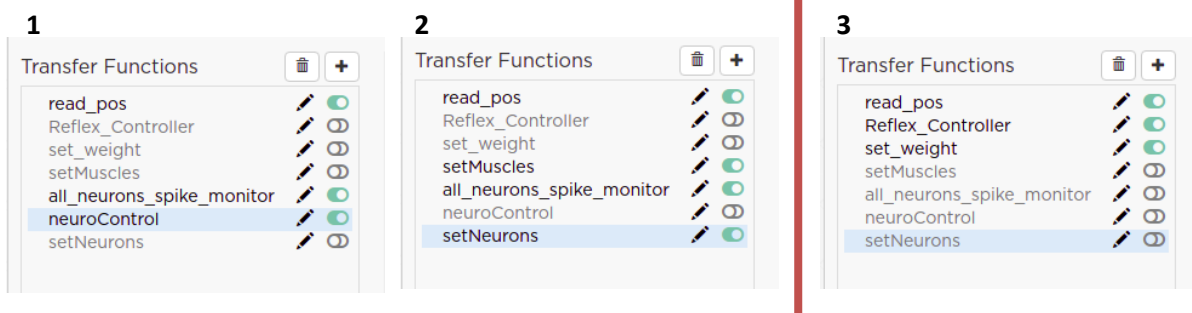 1
Transfer Functions
read_pos
Reflex_Controller
set_weight
setMuscles
all_neurons_spike_monitor
neuroControl
setNeurons
2
Transfer Functions
read_pos
Reflex_Controller
set_weight
setMuscles
all_neurons_spike_monitor
neuroControl
setNeurons
3
Transfer Functions
read_pos
Reflex_Controller
set_weight
setMuscles
all_neurons_spike_monitor
neuroControl
setNeurons